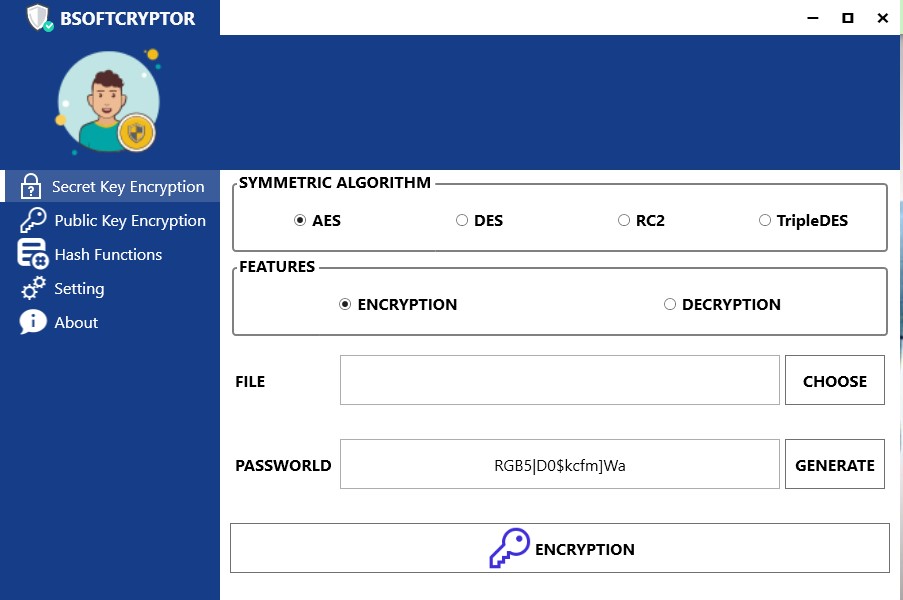 BSOFTCRYPTOR
Secret Key Encryption
Public Key Encryption
Hash Functions
Setting
About
SYMMETRIC ALGORITHM
AES DES RC2 TripleDES
FEATURES
ENCRYPTION DECRYPTION
FILE CHOOSE
PASSWORLD RGB5|D0$kcfm]Wa GENERATE
ENCRYPTION